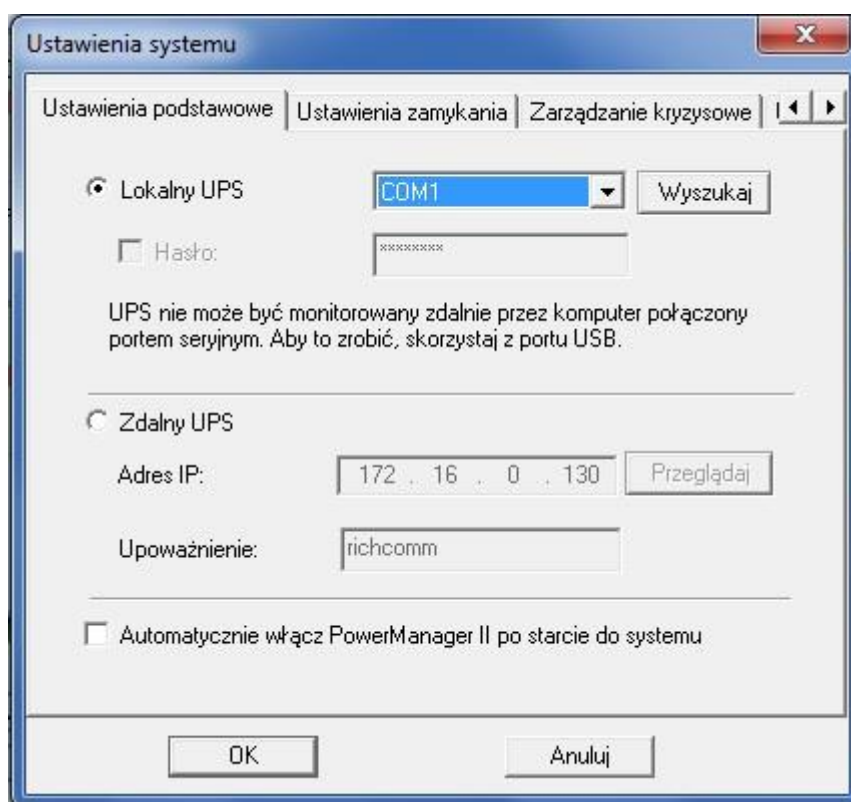 Ustawienia systemu
Ustawienia podstawowe Ustawienia zamykania Zarządzanie kryzysowe
Lokalny UPS COM1 Wyszukaj
Hasło: ********
UPS nie może być monitorowany zdalnie przez komputer połączony
portem seryjnym. Aby to zrobić, skorzystaj z portu USB.
Zdalny UPS
Adres IP: 172 . 16 . 0 . 130 Przeglądaj
Upoważnienie: richcomm
Automatycznie włącz PowerManager II po starcie do systemu
OK Anuluj